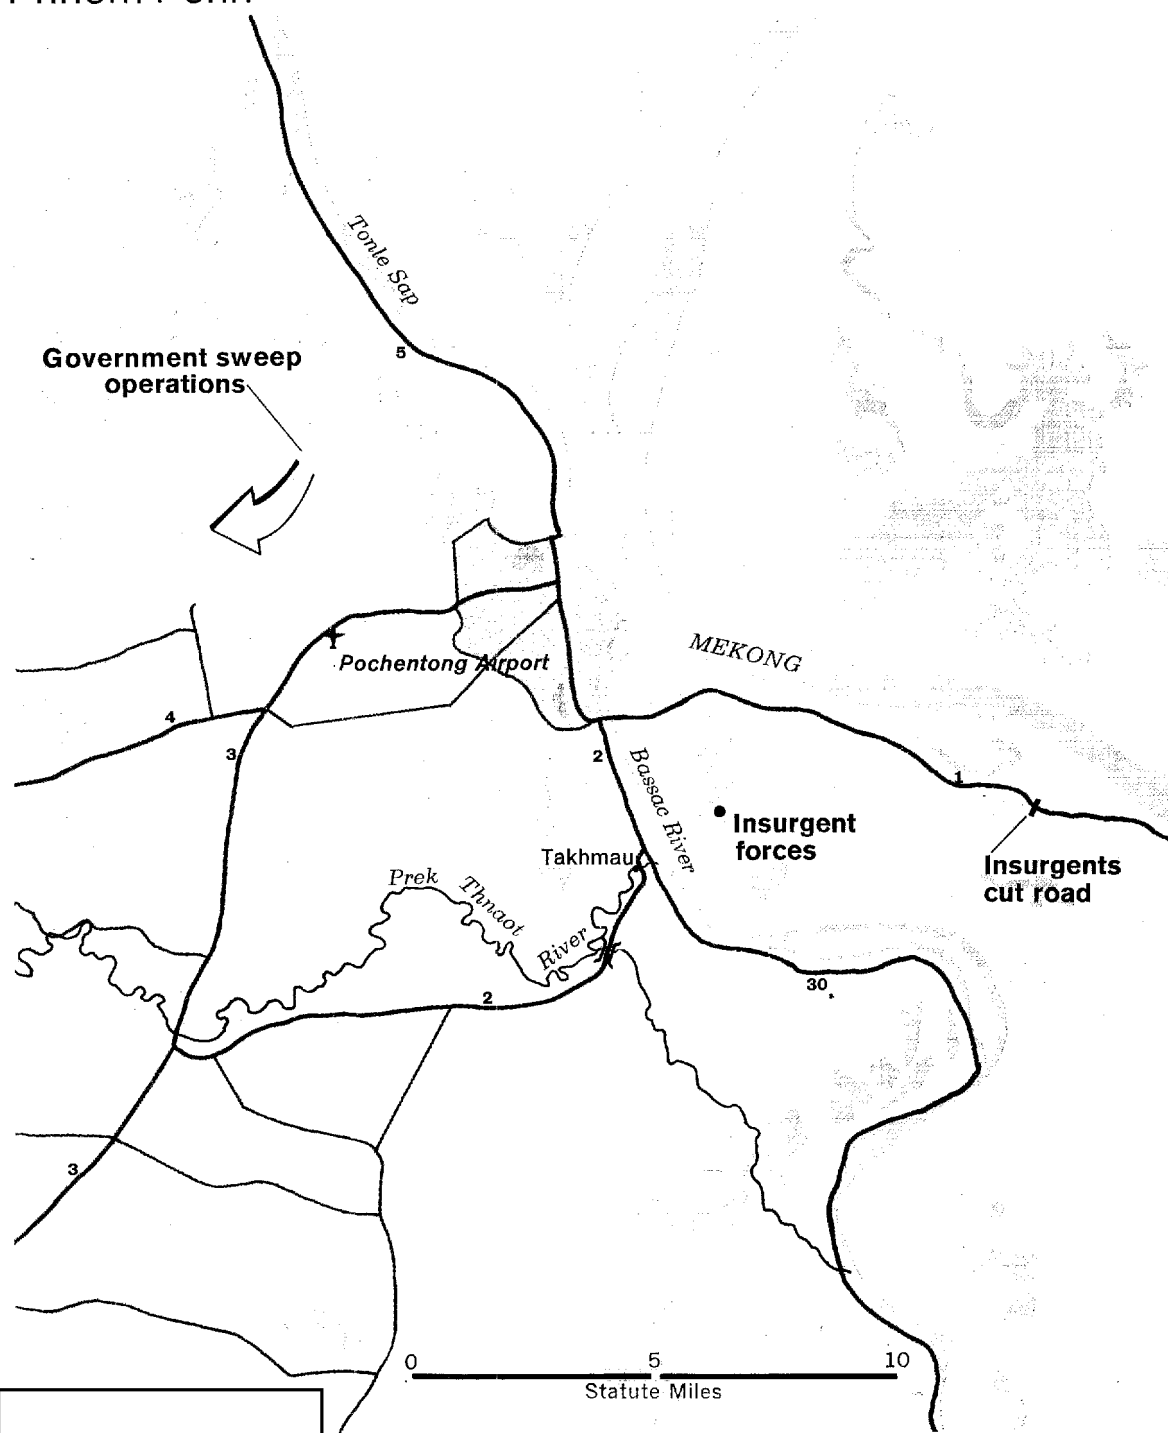 Tonle Sap
5
Government sweep
operations
Pochentong Airport
MEKONG
4
3
2
Bassac River
1
Insurgent
forces
Insurgents
cut road
Takhmau
Prek Thnaot River
30
2
3
0 5 10
Statute Miles